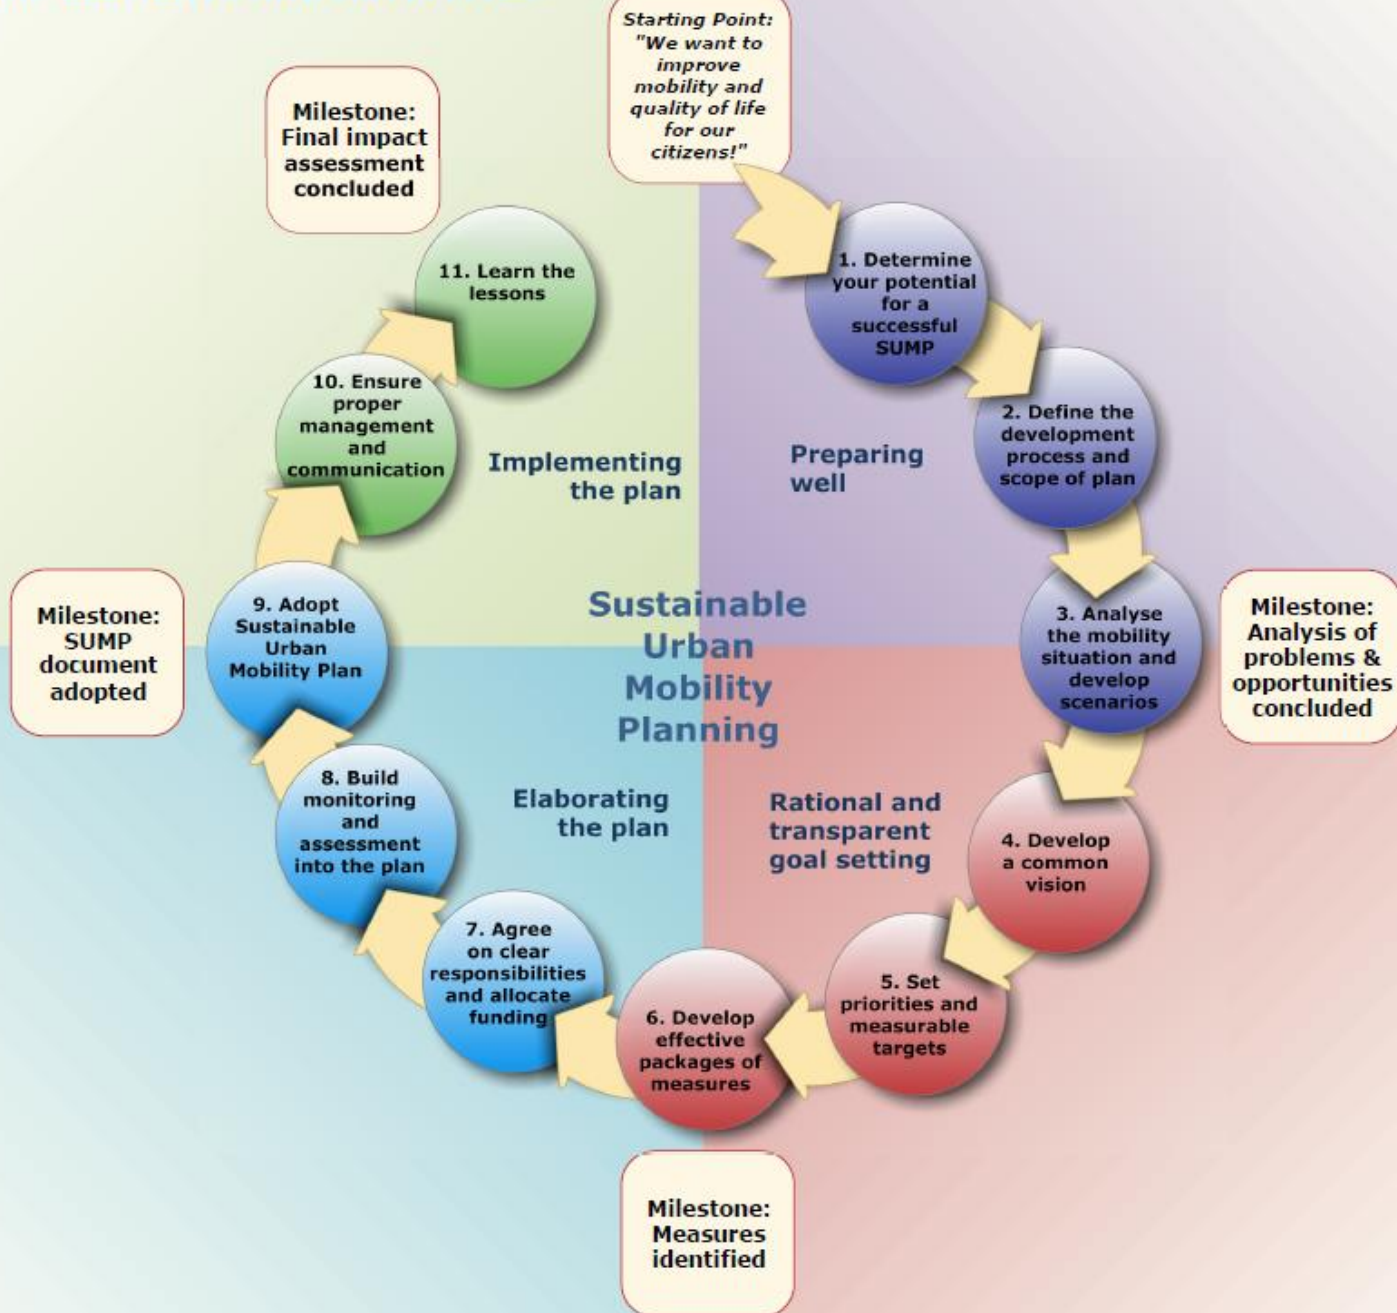 Starting Point:
"We want to
improve
mobility and
quality of life
for our
citizens!"
Milestone:
Final impact
assessment
concluded
11. Learn the
lessons
1. Determine
your potential
for a
successful
SUMP
10. Ensure
proper
management
and
communication
2. Define the
development
process and
scope of plan
Implementing
the plan
Preparing
well
Milestone:
SUMP
document
adopted
9. Adopt
Sustainable
Urban
Mobility Plan
Sustainable
Urban
Mobility
Planning
3. Analyse
the mobility
situation and
develop
scenarios
Milestone:
Analysis of
problems &
opportunities
concluded
8. Build
monitoring
and
assessment
into the plan
Elaborating
the plan
Rational and
transparent
goal setting
4. Develop
a common
vision
7. Agree
on clear
responsibilities
and allocate
funding
6. Develop
effective
packages of
measures
5. Set
priorities and
measurable
targets
Milestone:
Measures
identified